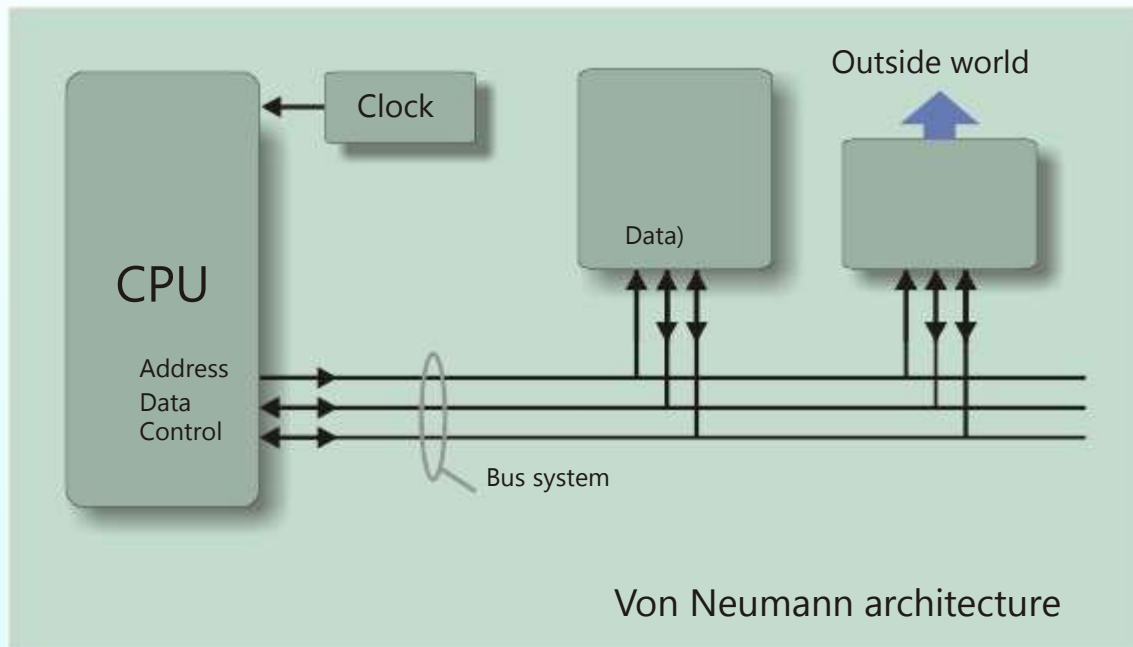 Outside world
Clock
Data)
CPU
Address
Data
Control
Bus system
Von Neumann architecture